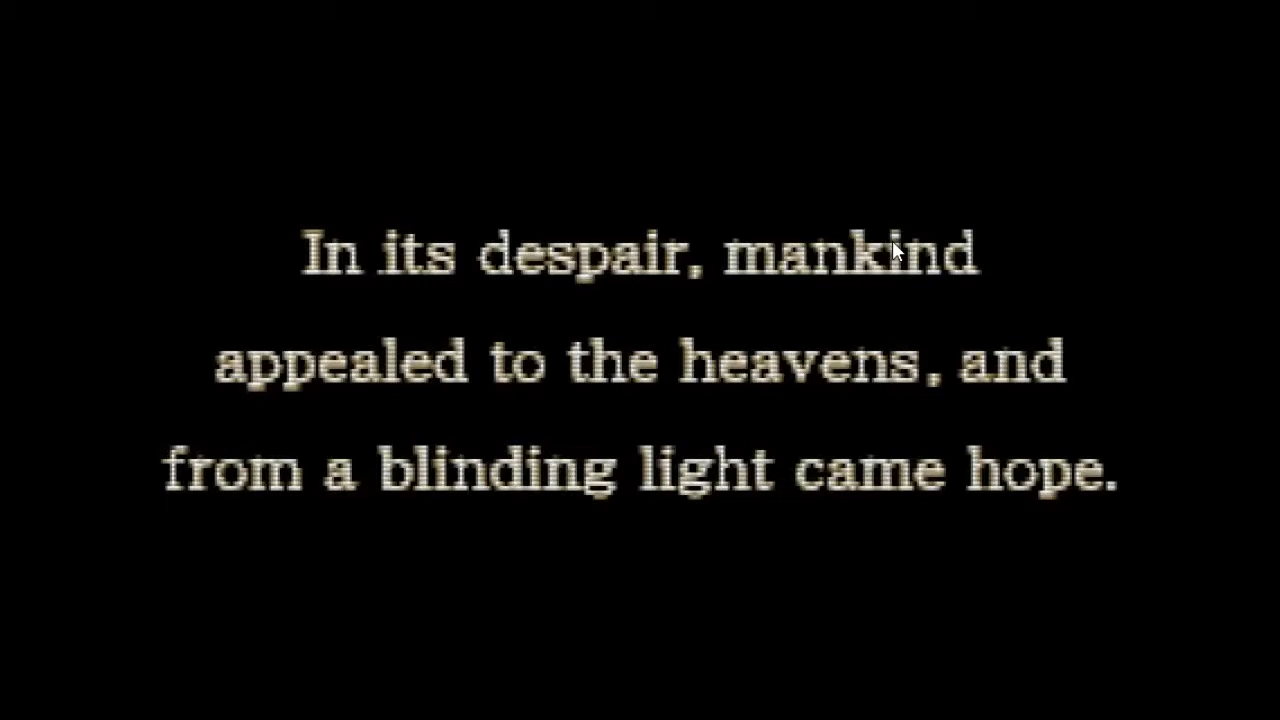 In its despair, mankind
appealed to the heavens, and
from a blinding light came hope.